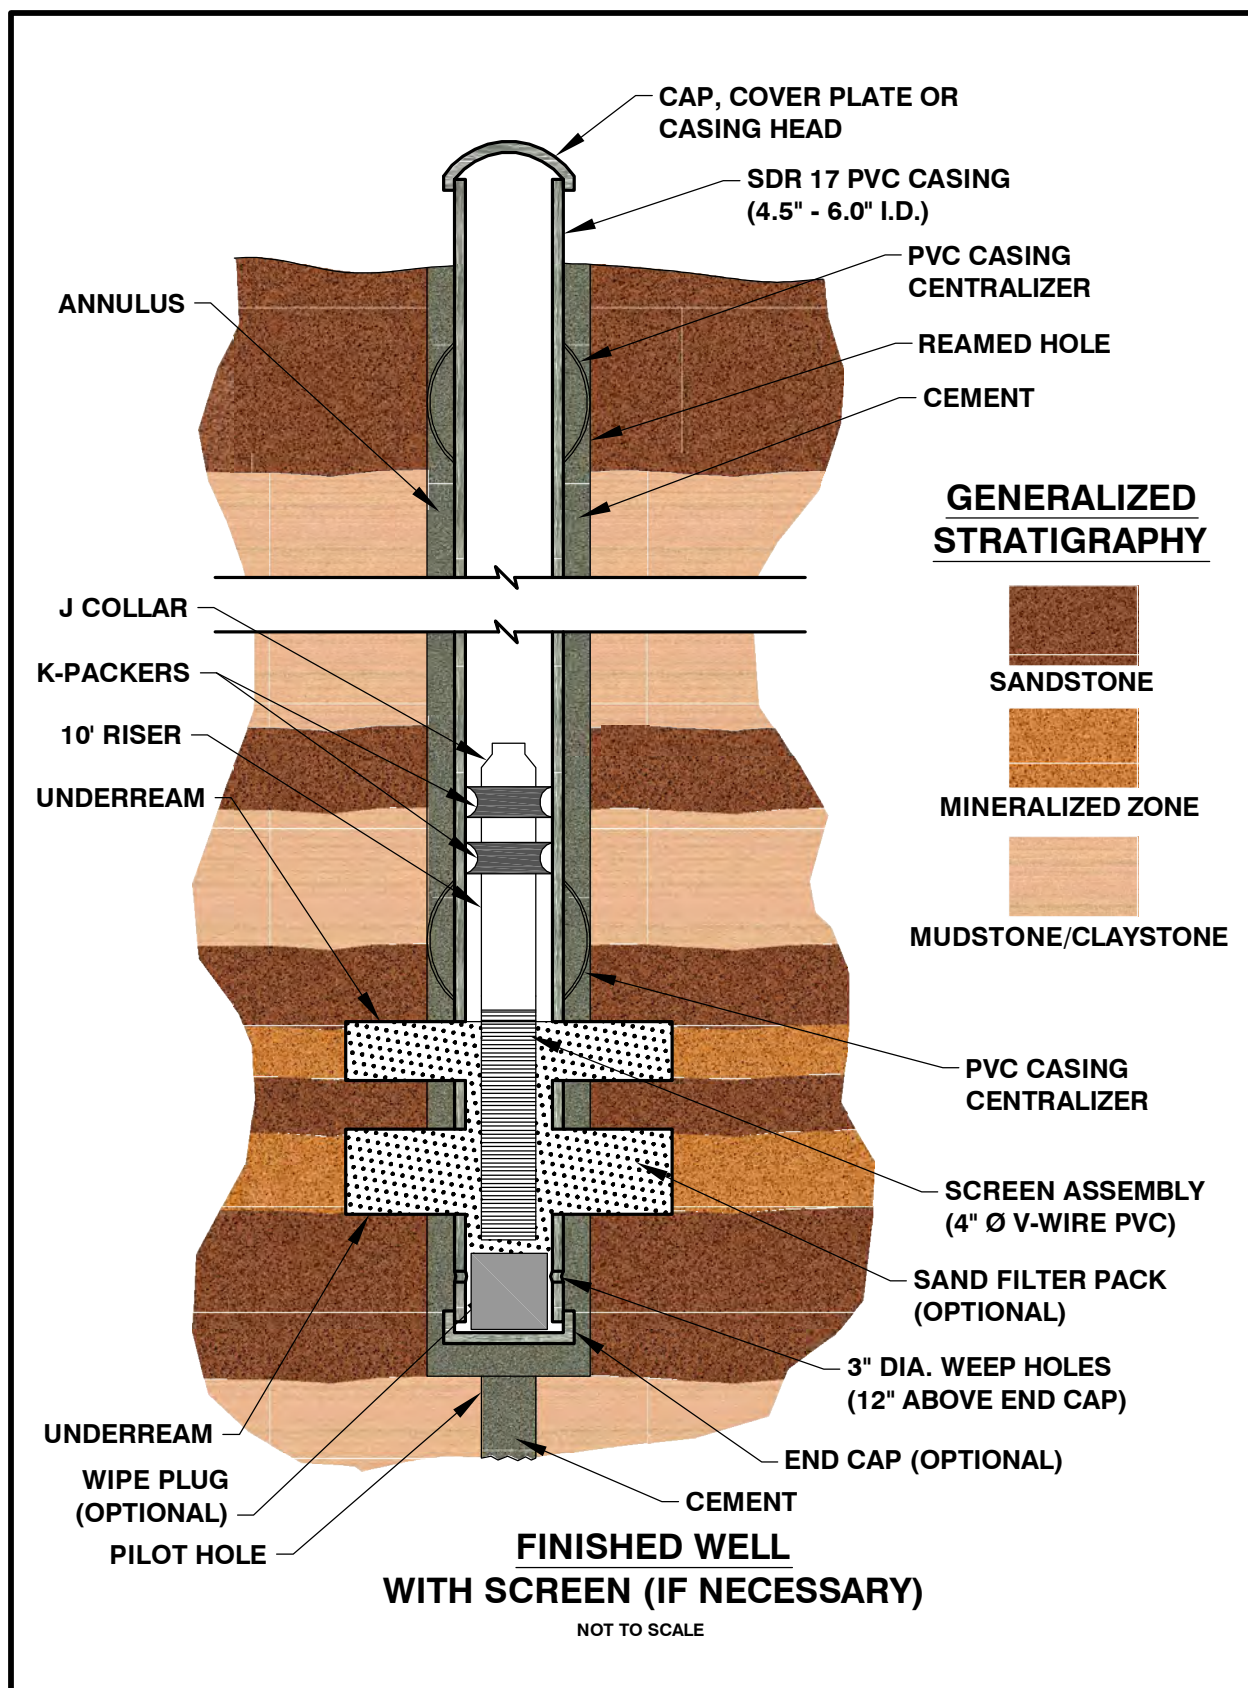 CAP, COVER PLATE OR
CASING HEAD
SDR 17 PVC CASING
(4.5" - 6.0" I.D.)
PVC CASING
CENTRALIZER
ANNULUS
REAMED HOLE
CEMENT
GENERALIZED
STRATIGRAPHY
J COLLAR
K-PACKERS
SANDSTONE
10' RISER
UNDERREAM
MINERALIZED ZONE
MUDSTONE/CLAYSTONE
PVC CASING
CENTRALIZER
SCREEN ASSEMBLY
(4" Ø V-WIRE PVC)
SAND FILTER PACK
(OPTIONAL)
3" DIA. WEEP HOLES
(12" ABOVE END CAP)
UNDERREAM
END CAP (OPTIONAL)
WIPE PLUG
(OPTIONAL)
CEMENT
PILOT HOLE
FINISHED WELL
WITH SCREEN (IF NECESSARY)
NOT TO SCALE